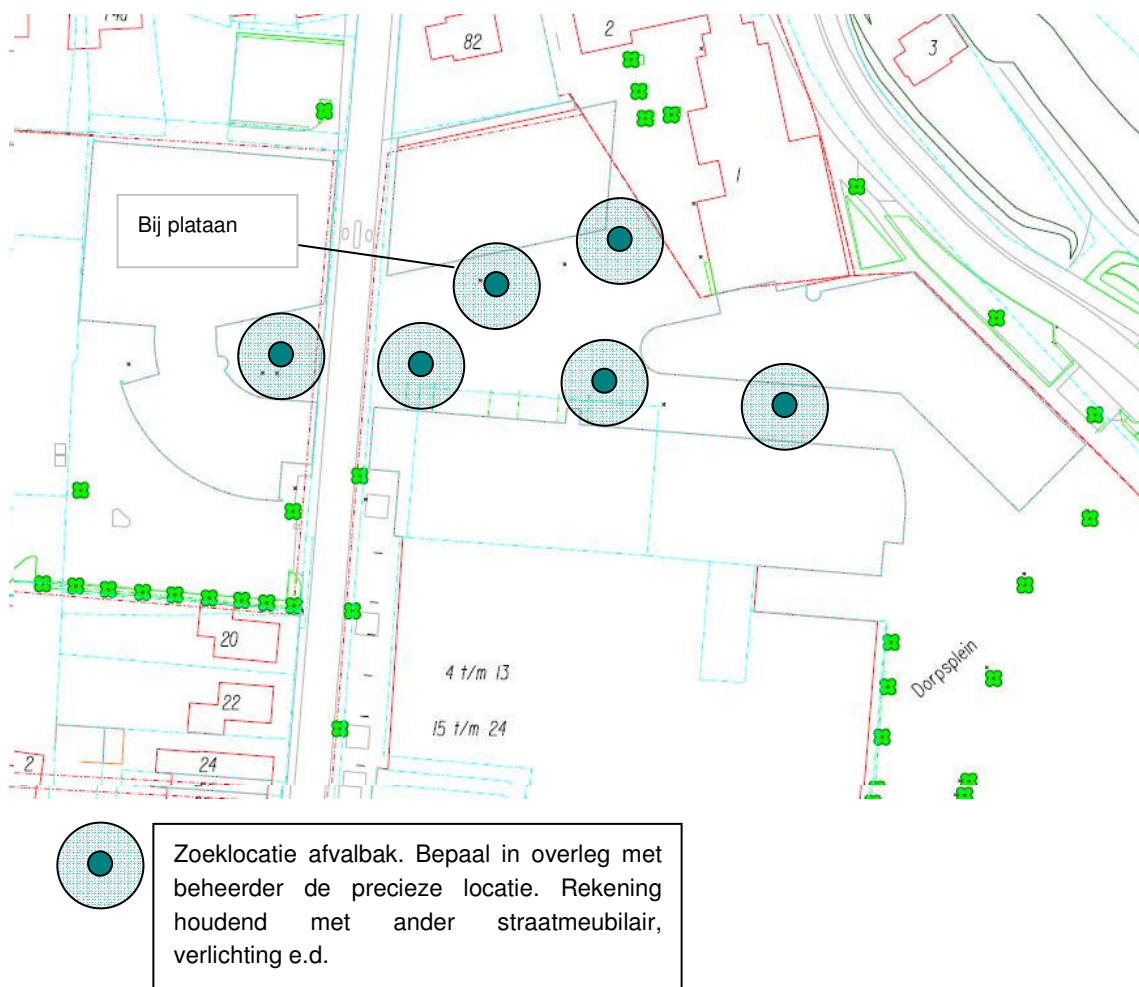 82
2
3
1
Bij plataan
20
22
2
24
4 t/m 13
15 t/m 24
Dorpsplein
Zoeklocatie afvalbak. Bepaal in overleg met
beheerder de precieze locatie. Rekening
houdend met ander straatmeubilair,
verlichting e.d.